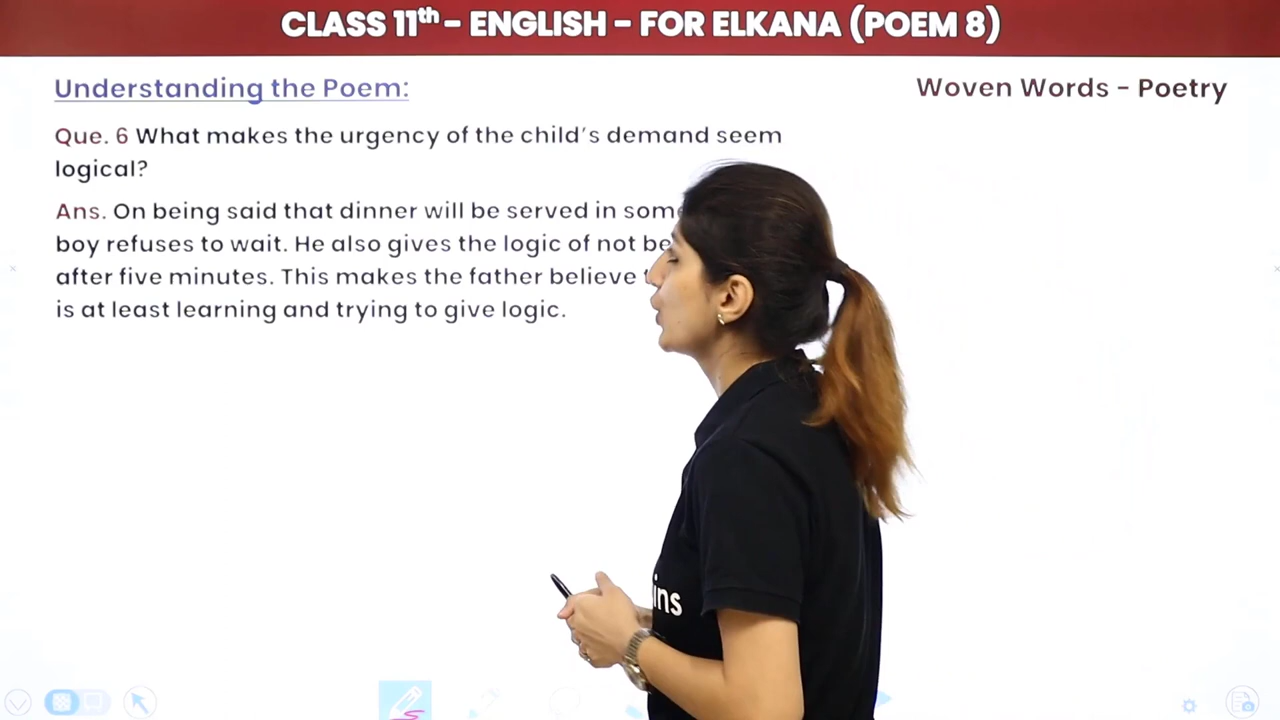 CLASS 11th - ENGLISH - FOR ELKANA (POEM 8)
Understanding the Poem:
Woven Words - Poetry
Que. 6 What makes the urgency of the child's demand seem
logical?
Ans. On being said that dinner will be served in some
boy refuses to wait. He also gives the logic of not be
after five minutes. This makes the father believe
is at least learning and trying to give logic.
ins